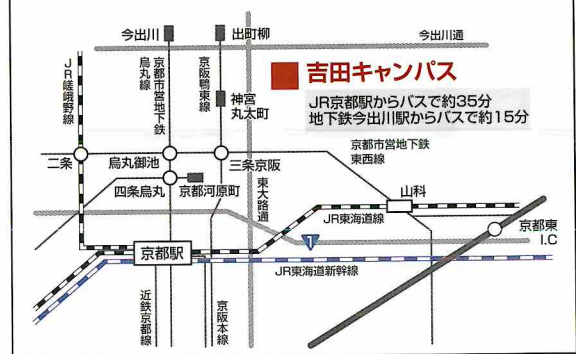 今出川
出町柳
今出川通
JR嵯峨野線
京都市営地下鉄
烏丸線
京阪鴨東線
神宮
丸太町
吉田キャンパス
JR京都駅からバスで約35分
地下鉄今出川駅からバスで約15分
二条
烏丸御池
三条京阪
京都市営地下鉄
東西線
四条烏丸
京都河原町
東大路通
山科
JR東海道線
京都東
I.C
京都駅
1
JR東海道新幹線
近鉄京都線
京阪本線